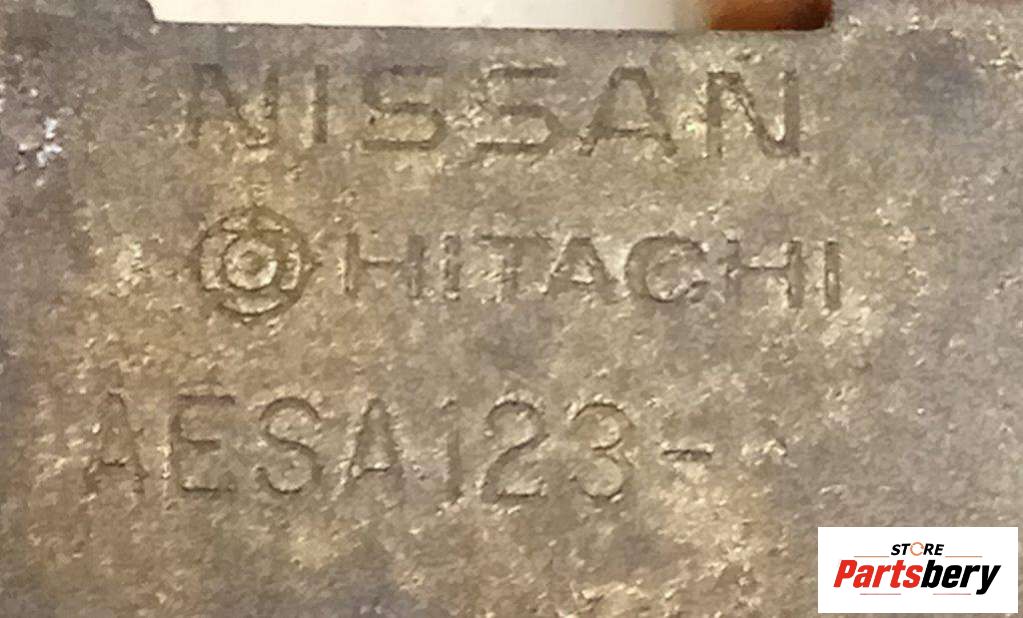 NISSAN
HITACHI
AESA123-
STORE
Partsbery